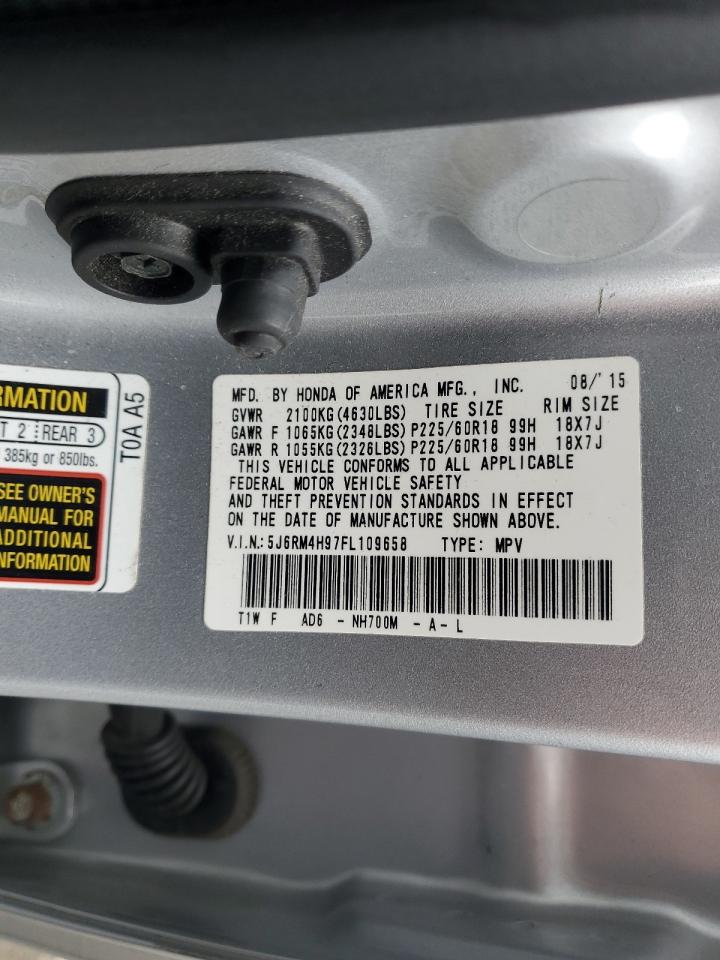 RMATION
T 2 REAR 3
385kg or 850lbs.
SEE OWNER'S
MANUAL FOR
ADDITIONAL
INFORMATION
T0A A5
MFD. BY HONDA OF AMERICA MFG., INC. 08/'15
GVWR 2100KG(4630LBS) TIRE SIZE RIM SIZE
GAWR F 1065KG(2348LBS)P225/60R18 99H 18X7J
GAWR R 1055KG(2326LBS)P225/60R18 99H 18X7J
THIS VEHICLE CONFORMS TO ALL APPLICABLE
FEDERAL MOTOR VEHICLE SAFETY
AND THEFT PREVENTION STANDARDS IN EFFECT
ON THE DATE OF MANUFACTURE SHOWN ABOVE.
V.I.N.:5J6RM4H97FL109658 TYPE: MPV
T1W F AD6 - NH700M - A - L